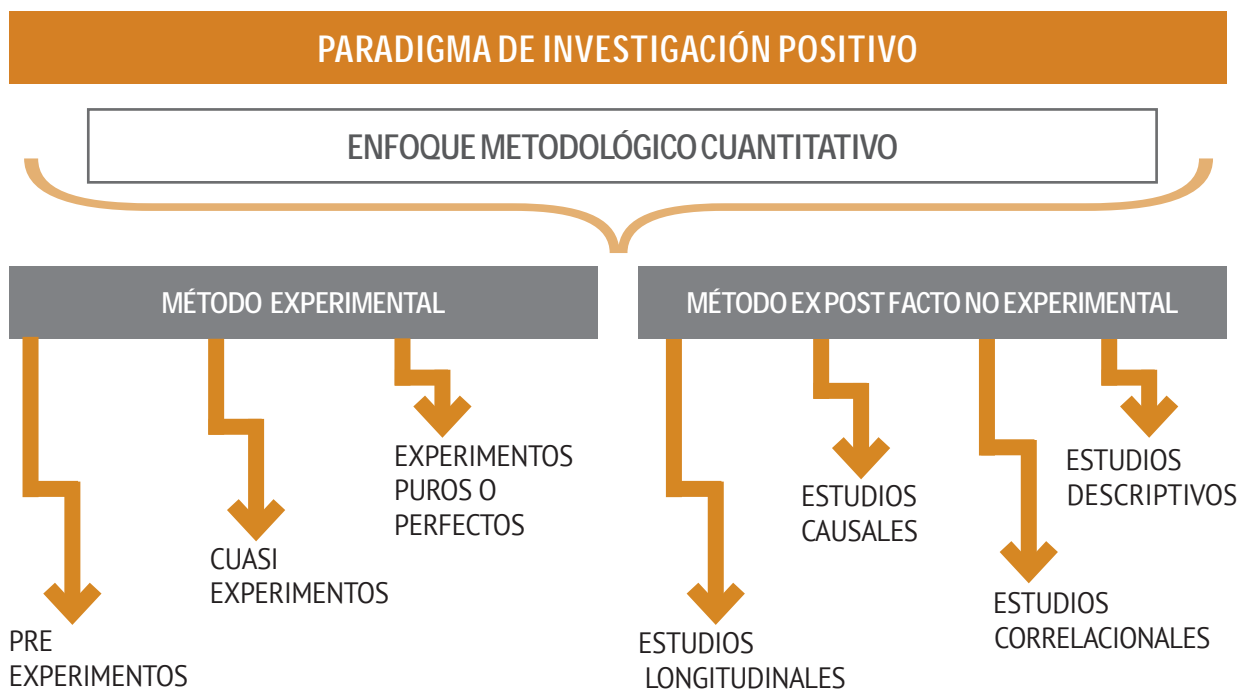 PARADIGMA DE INVESTIGACIÓN POSITIVO
ENFOQUE METODOLÓGICO CUANTITATIVO
MÉTODO EXPERIMENTAL
PRE
EXPERIMENTOS
CUASI
EXPERIMENTOS
EXPERIMENTOS
PUROS O
PERFECTOS
MÉTODO EX POST FACTO NO EXPERIMENTAL
ESTUDIOS
LONGITUDINALES
ESTUDIOS
CAUSALES
ESTUDIOS
CORRELACIONALES
ESTUDIOS
DESCRIPTIVOS